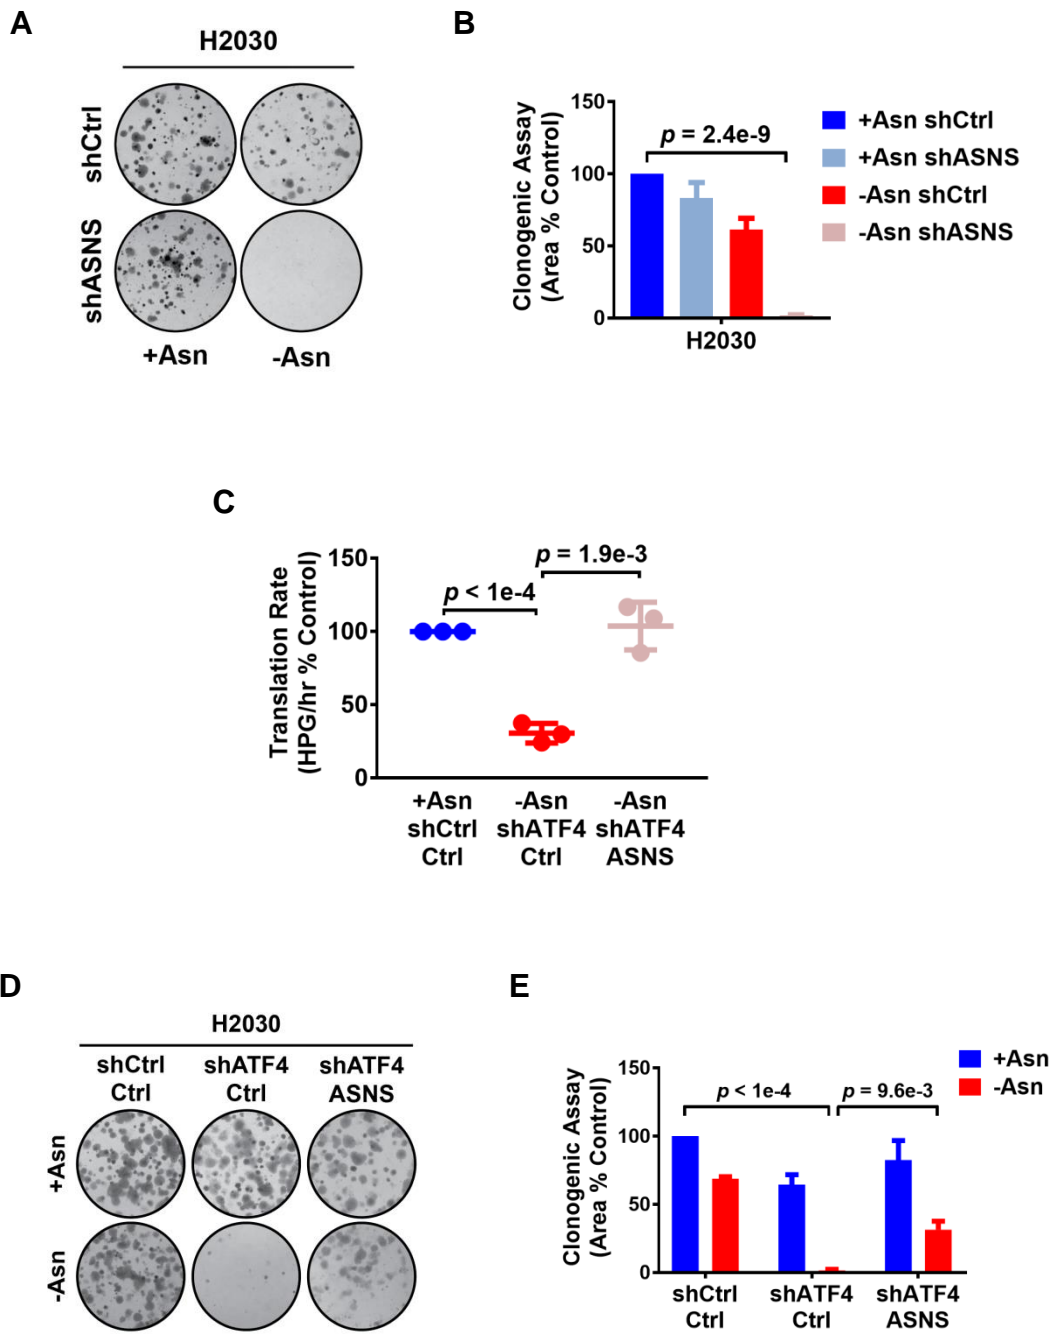 A
H2030
shCtrl
shASNS
+Asn
-Asn
B
Clonogenic Assay
(Area % Control)
150
100
50
0
p = 2.4e-9
H2030
+Asn shCtrl
+Asn shASNS
-Asn shCtrl
-Asn shASNS
C
Translation Rate
(HPG/hr % Control)
150
100
50
0
p < 1e-4
p = 1.9e-3
+Asn
shCtrl
Ctrl
-Asn
shATF4
Ctrl
-Asn
shATF4
ASNS
D
H2030
shCtrl
Ctrl
shATF4
Ctrl
shATF4
ASNS
+Asn
-Asn
E
Clonogenic Assay
(Area % Control)
150
100
50
0
p < 1e-4
p = 9.6e-3
+Asn
-Asn
shCtrl
Ctrl
shATF4
Ctrl
shATF4
ASNS